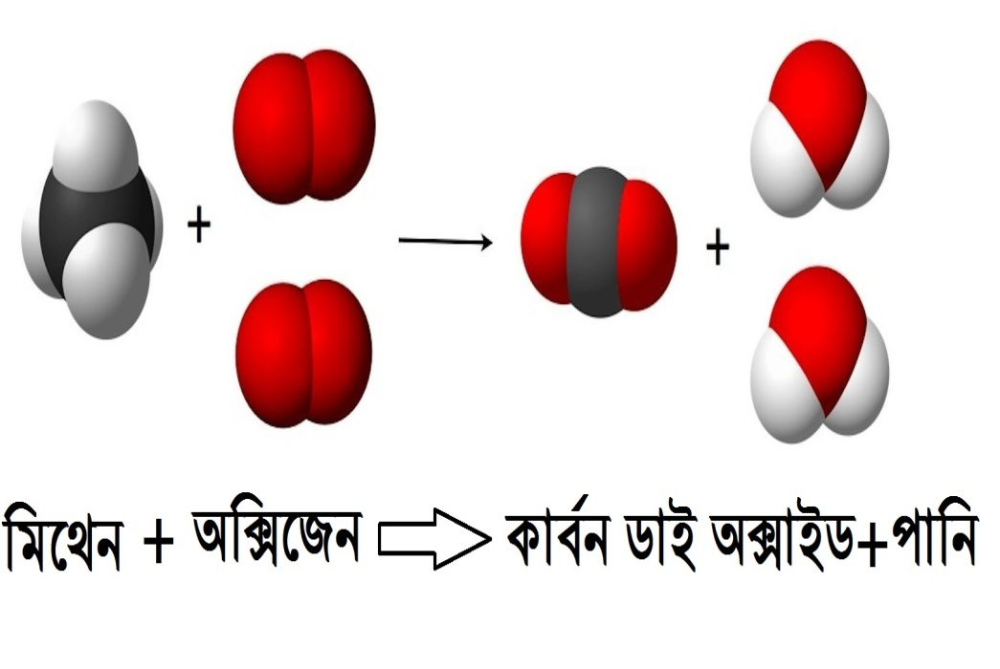 + +
মিথেন + অক্সিজেন কার্বন ডাই অক্সাইড+পানি